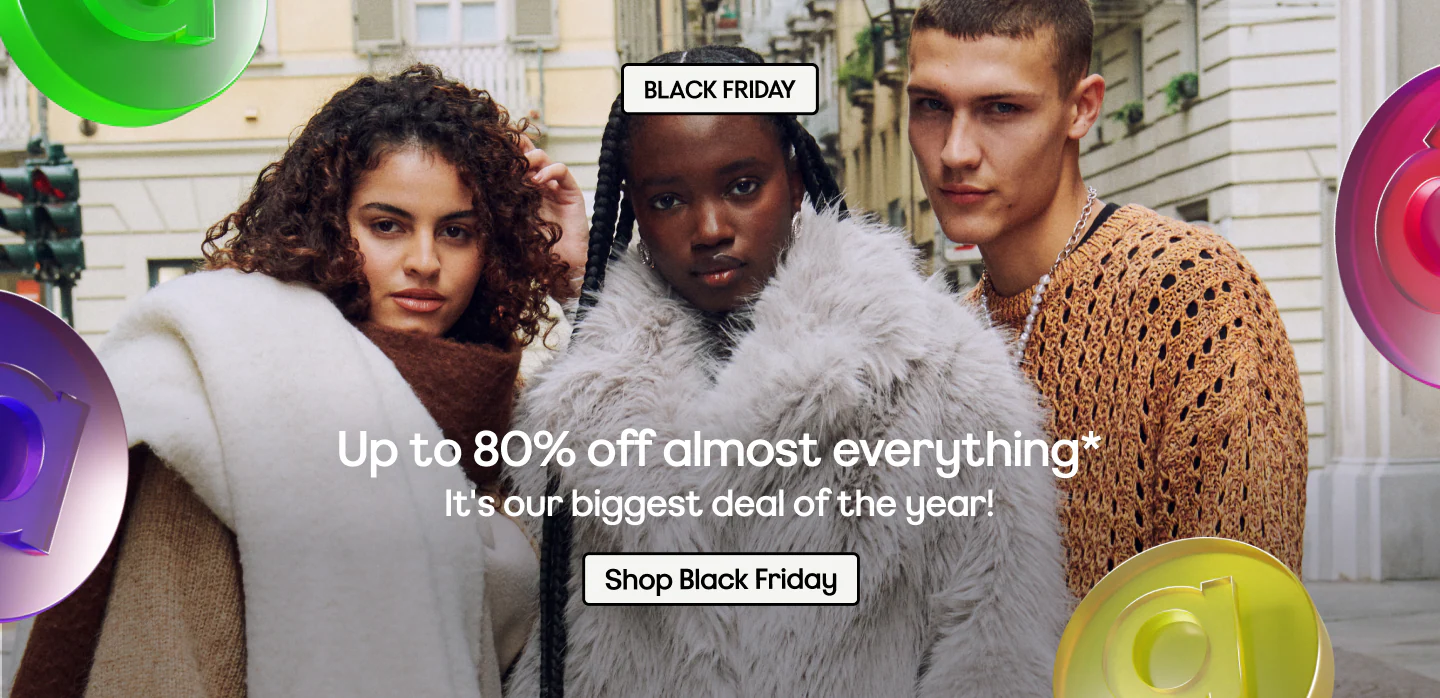 BLACK FRIDAY
Up to 80% off almost everything*
It's our biggest deal of the year!
Shop Black Friday